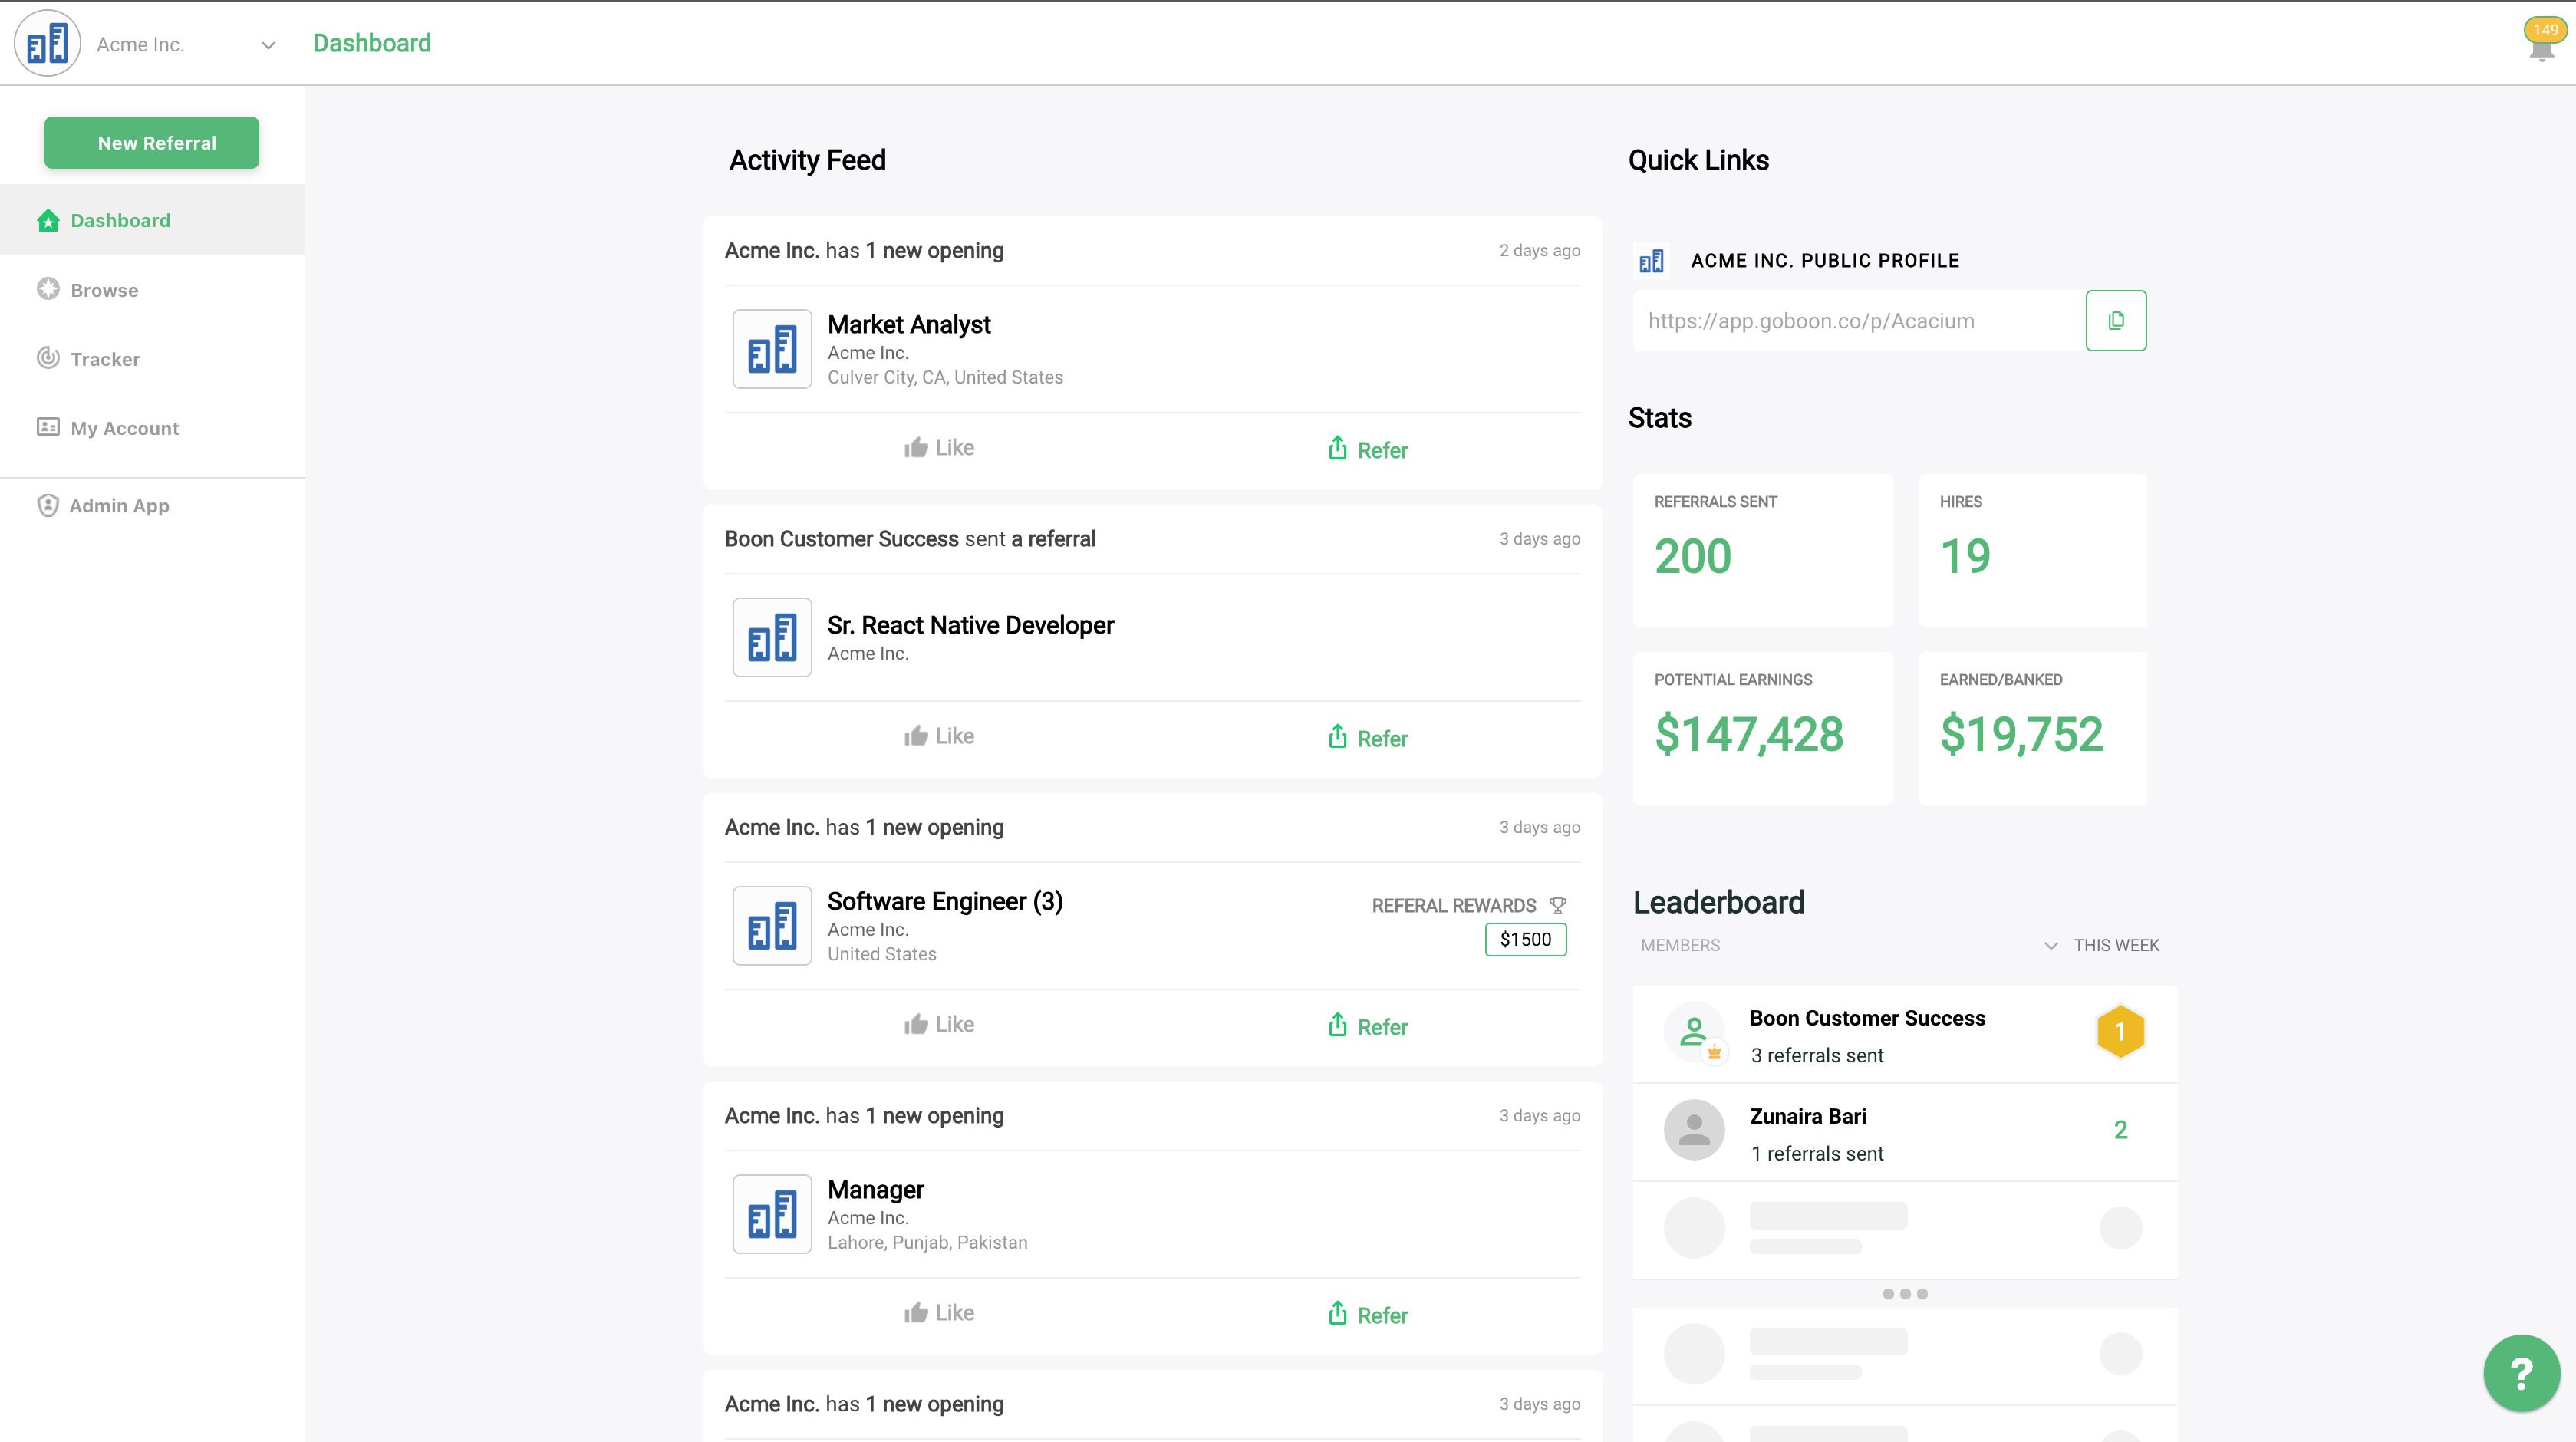 Acme Inc.
Dashboard
149
New Referral
Dashboard
Browse
Tracker
My Account
Admin App
Activity Feed
Acme Inc. has 1 new opening
2 days ago
Market Analyst
Acme Inc.
Culver City, CA, United States
Like
Refer
Boon Customer Success sent a referral
3 days ago
Sr. React Native Developer
Acme Inc.
Like
Refer
Acme Inc. has 1 new opening
3 days ago
Software Engineer (3)
Acme Inc.
United States
REFERAL REWARDS
$1500
Like
Refer
Acme Inc. has 1 new opening
3 days ago
Manager
Acme Inc.
Lahore, Punjab, Pakistan
Like
Refer
Acme Inc. has 1 new opening
3 days ago
Quick Links
ACME INC. PUBLIC PROFILE
https://app.goboon.co/p/Acacium
Stats
REFERRALS SENT
200
HIRES
19
POTENTIAL EARNINGS
$147,428
EARNED/BANKED
$19,752
Leaderboard
MEMBERS
THIS WEEK
Boon Customer Success
3 referrals sent
1
Zunaira Bari
1 referrals sent
2
?